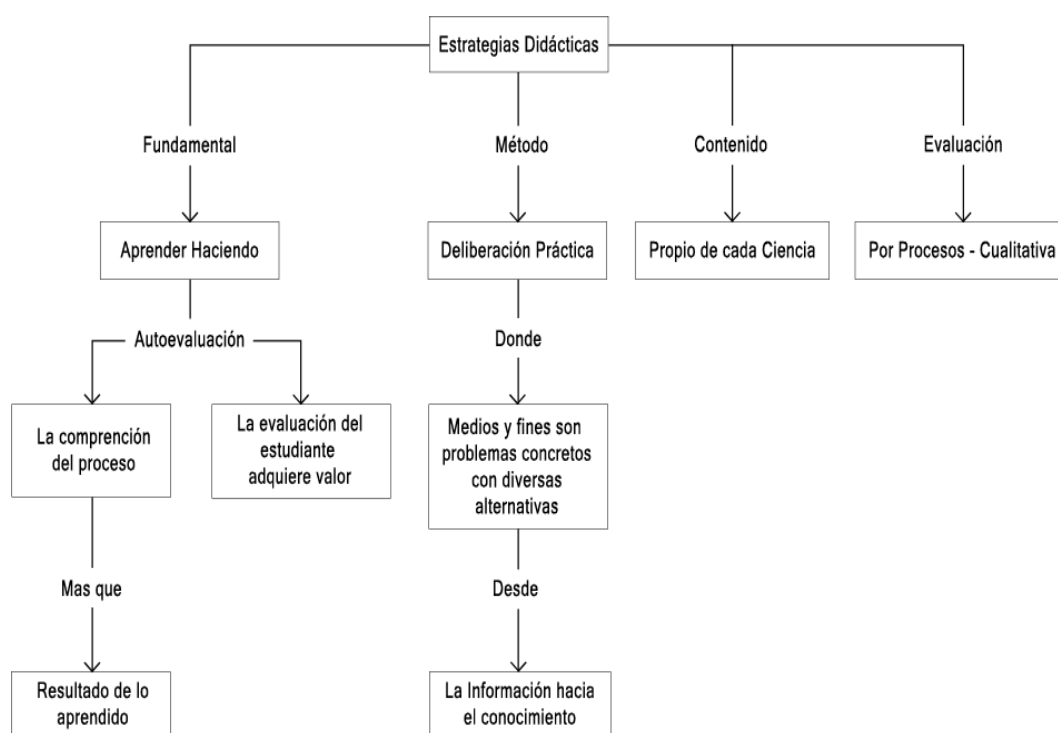 Estrategias Didácticas
Fundamental
Método
Contenido
Evaluación
Aprender Haciendo
Deliberación Práctica
Propio de cada Ciencia
Por Procesos - Cualitativa
Autoevaluación
Donde
La comprención
del proceso
La evaluación del
estudiante
adquiere valor
Medios y fines son
problemas concretos
con diversas
alternativas
Mas que
Desde
Resultado de lo
aprendido
La Información hacia
el conocimiento